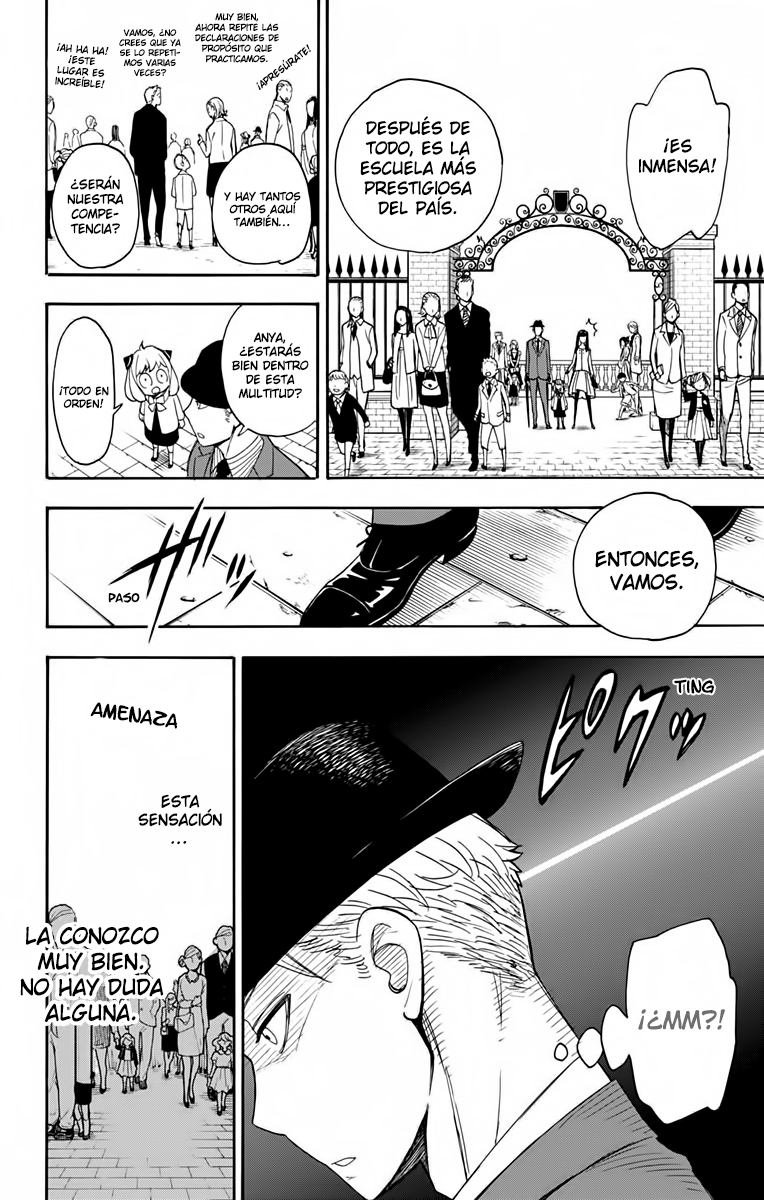 ¡ES
INMENSA!
DESPUÉS DE
TODO, ES LA
ESCUELA MÁS
PRESTIGIOSA
DEL PAÍS.
¡APRESÚRATE!
MUY BIEN,
AHORA REPITE LAS
DECLARACIONES DE
PROPÓSITO QUE
PRACTICAMOS.
VAMOS, ¿NO
CREES QUE YA
SE LO REPETI-
MOS VARIAS
VECES?
¡AH HA HA!
¡ESTE
LUGAR ES
INCREÍBLE!
Y HAY TANTOS
OTROS AQUÍ
TAMBIÉN...
¿SERÁN
NUESTRA
COMPE-
TENCIA?
ANYA,
¿ESTARÁS
BIEN DENTRO
DE ESTA
MULTITUD?
¡TODO EN
ORDEN!
ENTONCES,
VAMOS.
PASO
TING
ピクッ
¡¿MM?!
AMENAZA
ESTA
SENSACIÓN
...
LA CONOZCO
MUY BIEN.
NO HAY DUDA
ALGUNA.